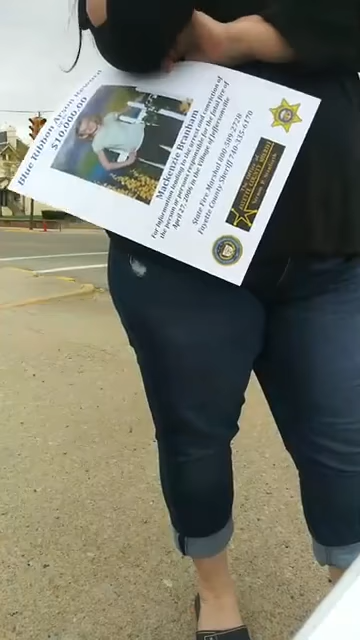 Blue Ribbon Arson Reward
$10,000.00
Mackenzie Branham
For information leading to the arrest and conviction of
the person or persons responsible for the fatal fire of
April 27, 2006 in the Village of Jeffersonville
State Fire Marshal 800-589-2728
Fayette County Sheriff 740-335-6170